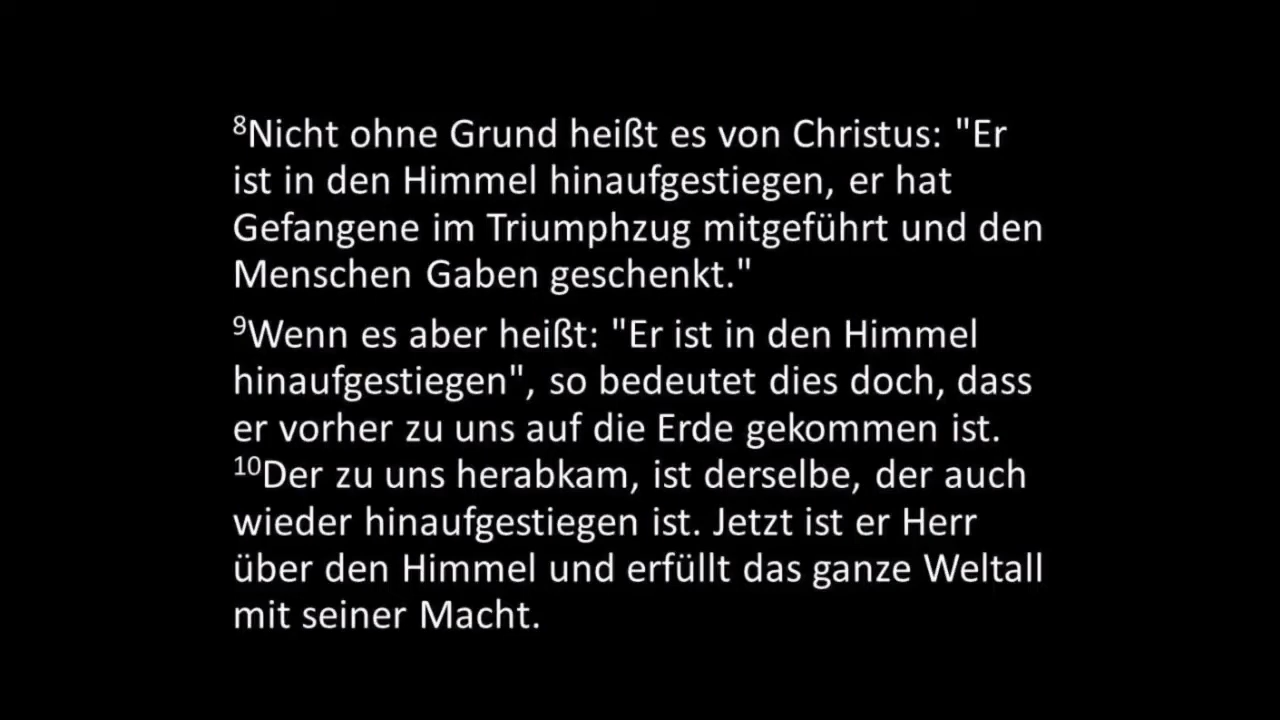 ⁸Nicht ohne Grund heißt es von Christus: "Er
ist in den Himmel hinaufgestiegen, er hat
Gefangene im Triumphzug mitgeführt und den
Menschen Gaben geschenkt."
⁹Wenn es aber heißt: "Er ist in den Himmel
hinaufgestiegen", so bedeutet dies doch, dass
er vorher zu uns auf die Erde gekommen ist.
¹⁰Der zu uns herabkam, ist derselbe, der auch
wieder hinaufgestiegen ist. Jetzt ist er Herr
über den Himmel und erfüllt das ganze Weltall
mit seiner Macht.